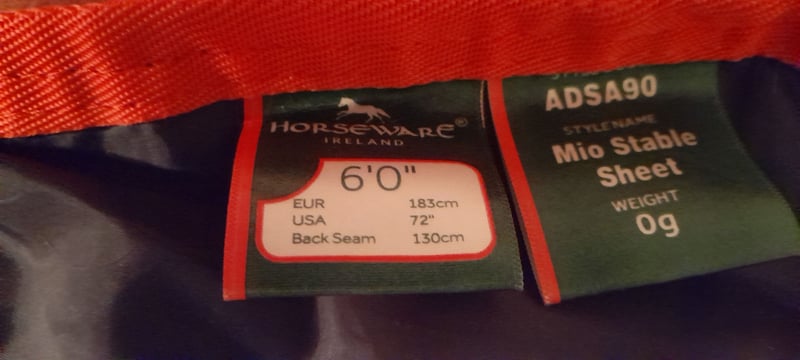 HORSEWARE®
IRELAND
6'0"
EUR 183cm
USA 72"
Back Seam 130cm
ADSA90
STYLE NAME
Mio Stable
Sheet
WEIGHT
0g